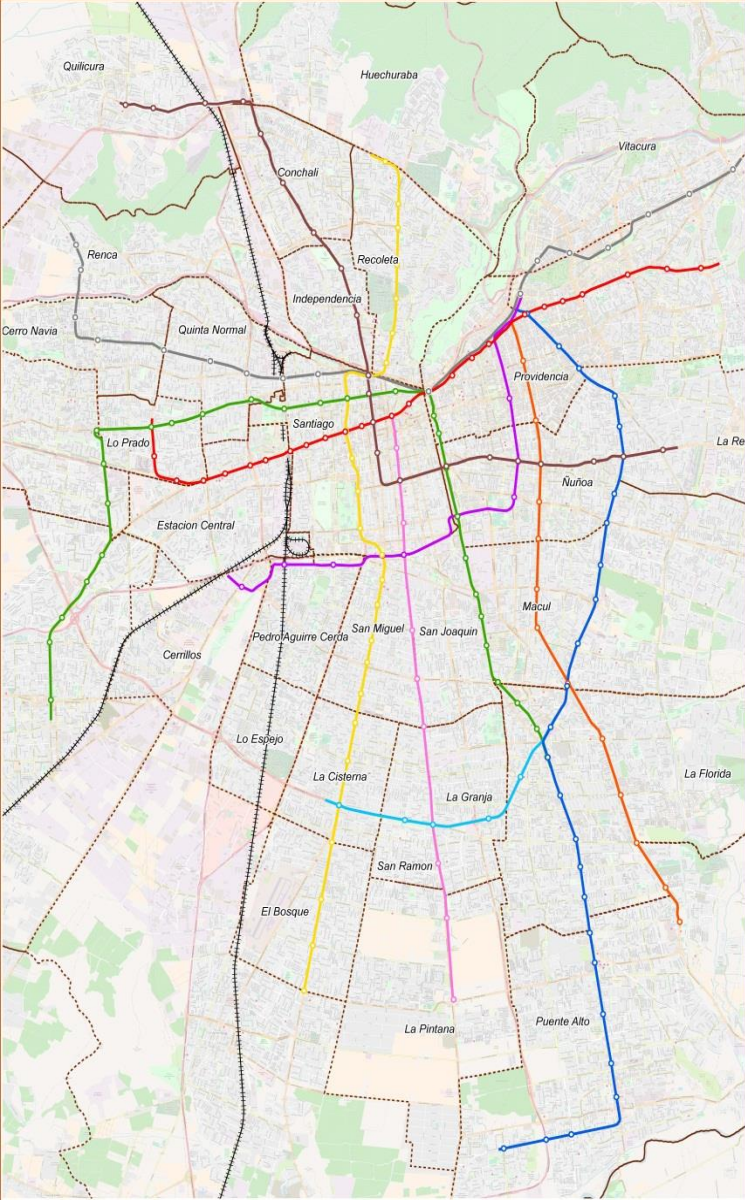 Quilicura
Huechuraba
Vitacura
Conchali
Renca
Recoleta
Independencia
Cerro Navia
Quinta Normal
Providencia
Santiago
Lo Prado
La Re
Ñuñoa
Estacion Central
Macul
Pedro Aguirre Cerda
San Miguel
San Joaquin
Cerrillos
Lo Espejo
La Cisterna
La Florida
La Granja
San Ramon
El Bosque
La Pintana
Puente Alto